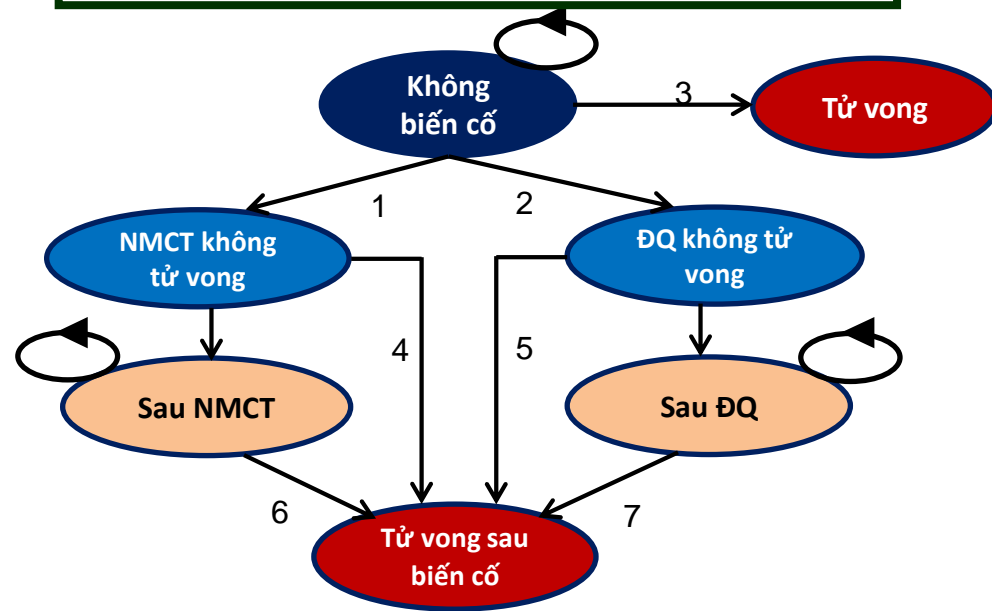 Không
biến cố
3
Tử vong
1
2
NMCT không
tử vong
ĐQ không tử
vong
4
5
Sau NMCT
Sau ĐQ
6
7
Tử vong sau
biến cố